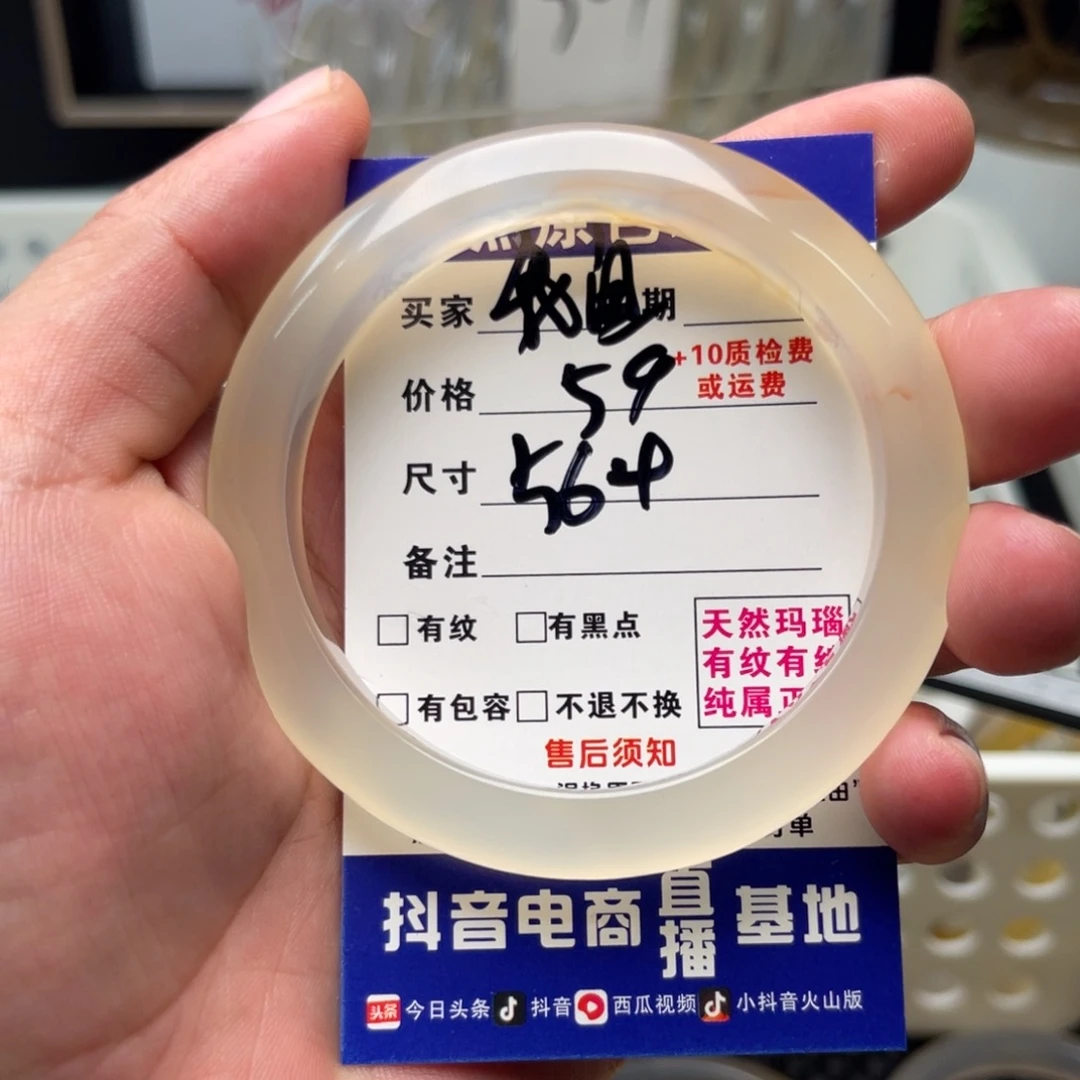 买家 期
+10质检费
价格 59 或运费
尺寸 564
备注
有纹 有黑点
有包容 不退不换
天然玛瑙
有纹有
纯属正
售后须知
抖音电商直播基地
头条 今日头条 抖音 西瓜视频 小抖音火山版